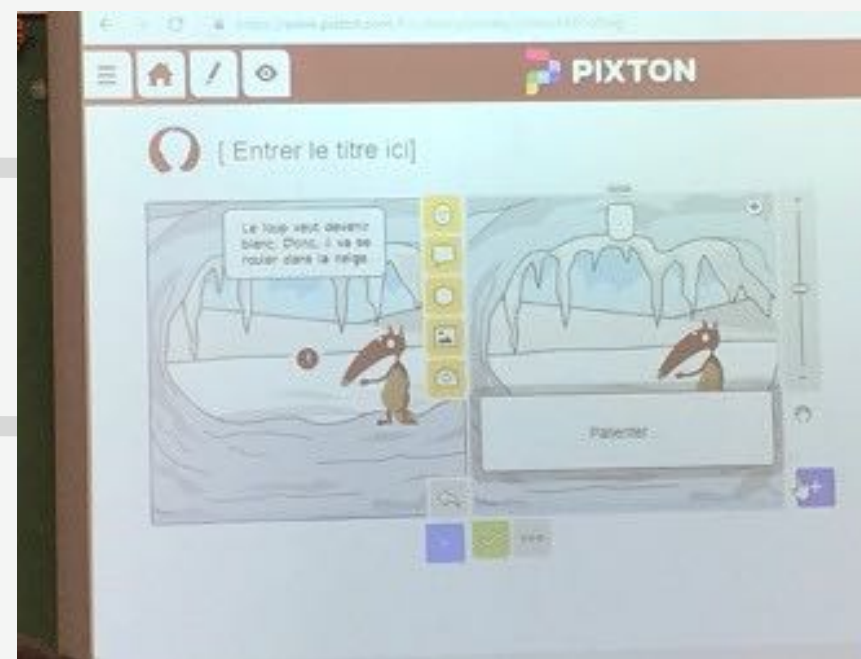 PIXTON
[ Entrer le titre ici]
Le loup veut devenir
blanc. Donc, il va se
rouler dans la neige.
Patienter